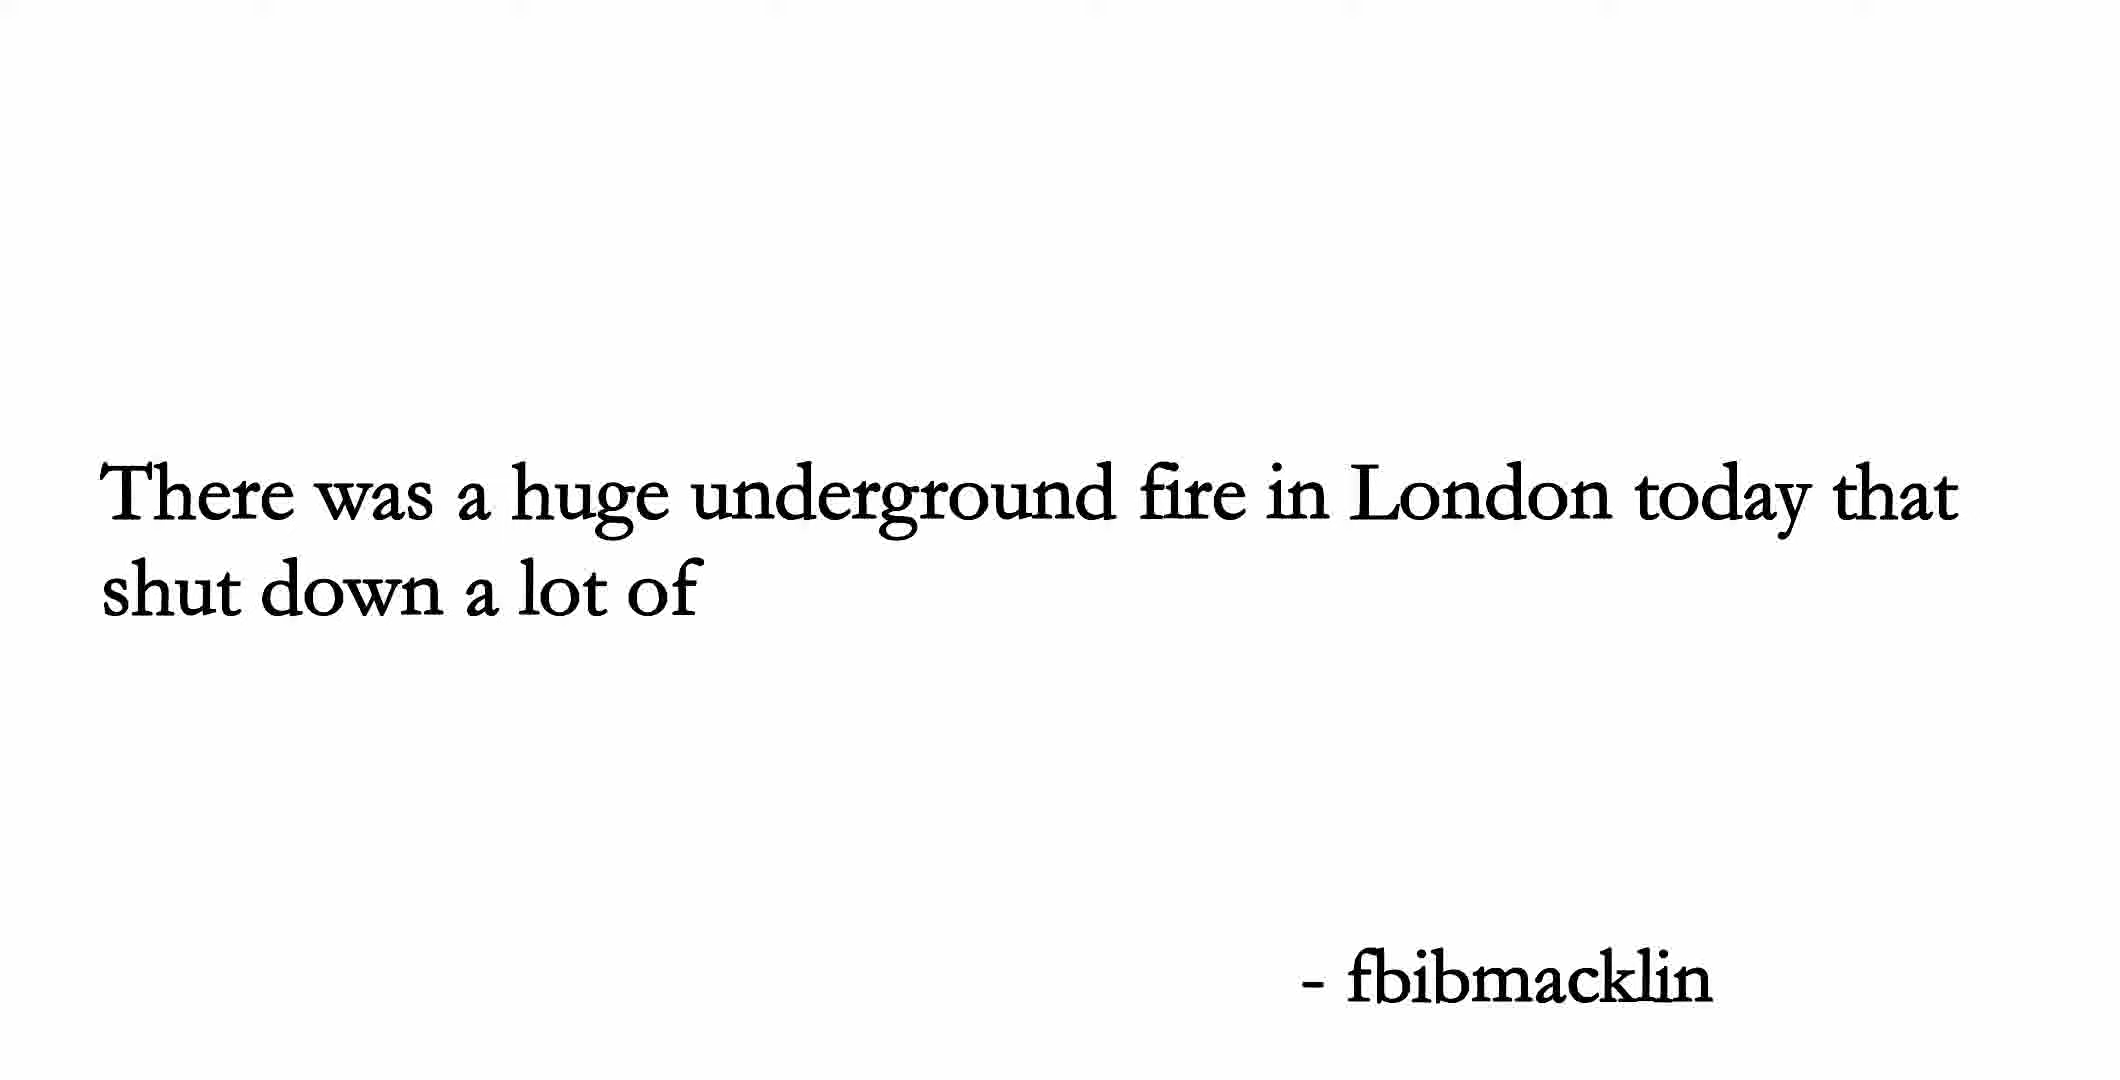 There was a huge underground fire in London today that
shut down a lot of
- fbibmacklin